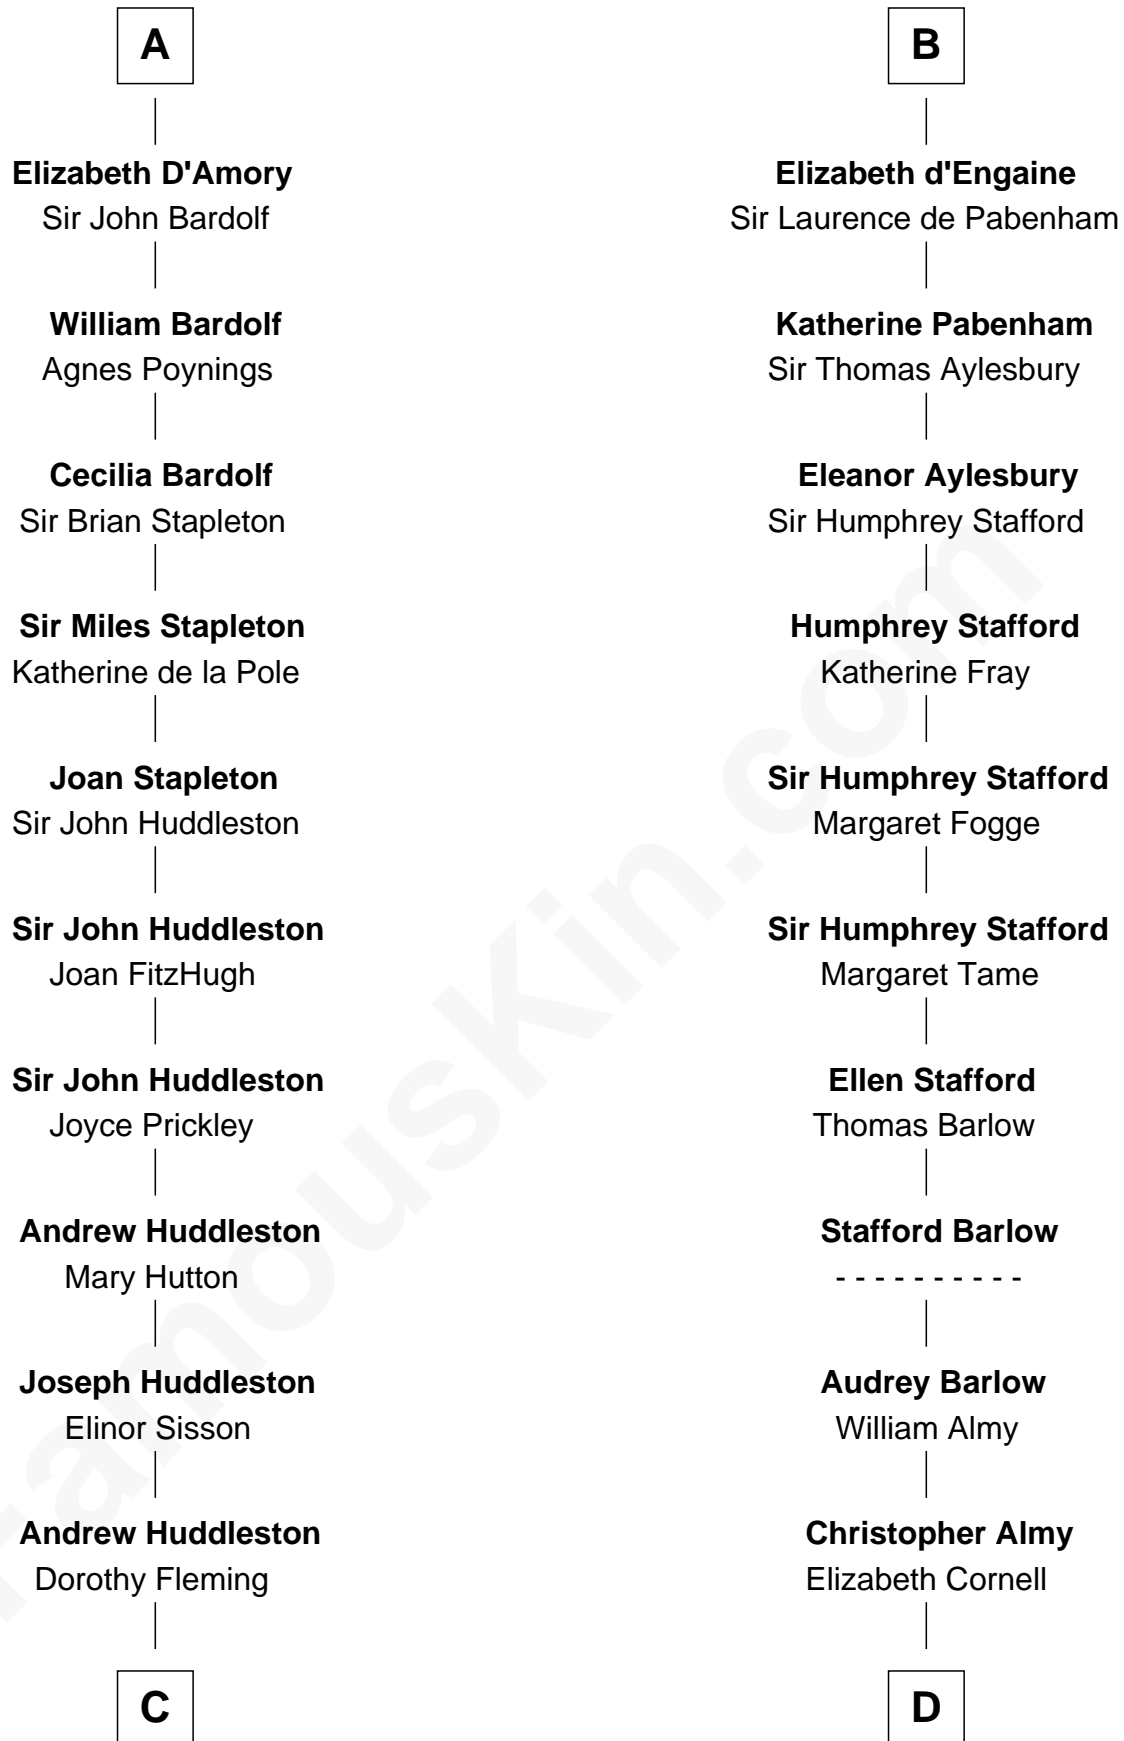 A
Elizabeth D'Amory
Sir John Bardolf
William Bardolf
Agnes Poynings
Cecilia Bardolf
Sir Brian Stapleton
Sir Miles Stapleton
Katherine de la Pole
Joan Stapleton
Sir John Huddleston
Sir John Huddleston
Joan FitzHugh
Sir John Huddleston
Joyce Prickley
Andrew Huddleston
Mary Hutton
Joseph Huddleston
Elinor Sisson
Andrew Huddleston
Dorothy Fleming
C
B
Elizabeth d'Engaine
Sir Laurence de Pabenham
Katherine Pabenham
Sir Thomas Aylesbury
Eleanor Aylesbury
Sir Humphrey Stafford
Humphrey Stafford
Katherine Fray
Sir Humphrey Stafford
Margaret Fogge
Sir Humphrey Stafford
Margaret Tame
Ellen Stafford
Thomas Barlow
Stafford Barlow
- - - - - - - - - -
Audrey Barlow
William Almy
Christopher Almy
Elizabeth Cornell
D
FamousKin.com